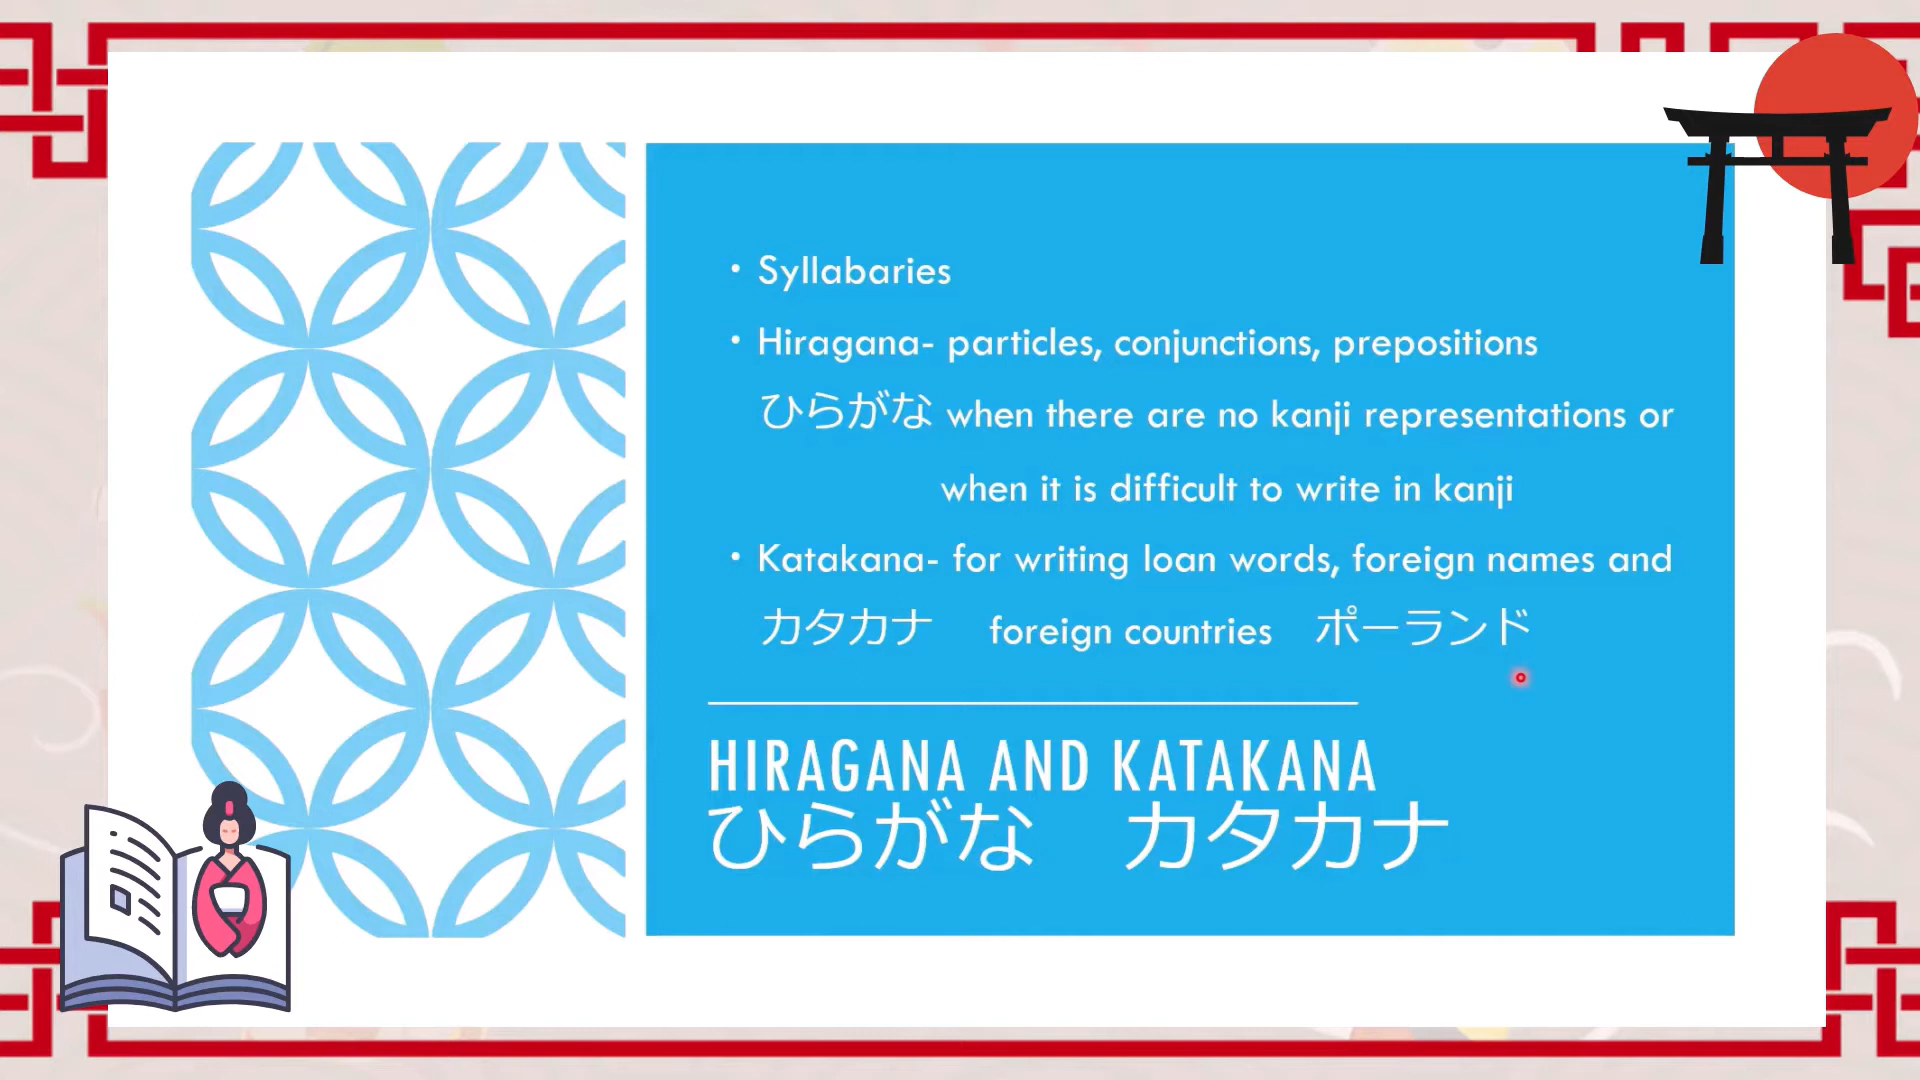 • Syllabaries
• Hiragana- particles, conjunctions, prepositions
ひらがな when there are no kanji representations or
when it is difficult to write in kanji
• Katakana- for writing loan words, foreign names and
カタカナ foreign countries ポーランド
HIRAGANA AND KATAKANA
ひらがな カタカナ